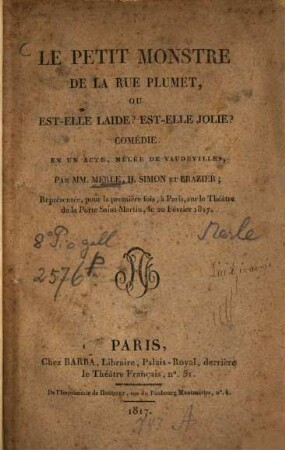 LE PETIT MONSTRE
DE LA RUE PLUMET,
OU
EST-ELLE LAIDE? EST-ELLE JOLIE?
COMÉDIE
EN UN ACTE, MÊLÉE DE VAUDEVILLES,
PAR MM. MERLE, H. SIMON ET BRAZIER;
Représentée, pour la première fois, à Paris, sur le Théâtre
de la Porte Saint-Martin, le 20 Février 1817.
Merle
2576
PARIS,
Chez BARBA, Libraire, Palais-Royal, derrière
le Théâtre Français, n°. 51.
De l'Imprimerie de, rue du Faubourg Montmartre, n°. 4.
1817.